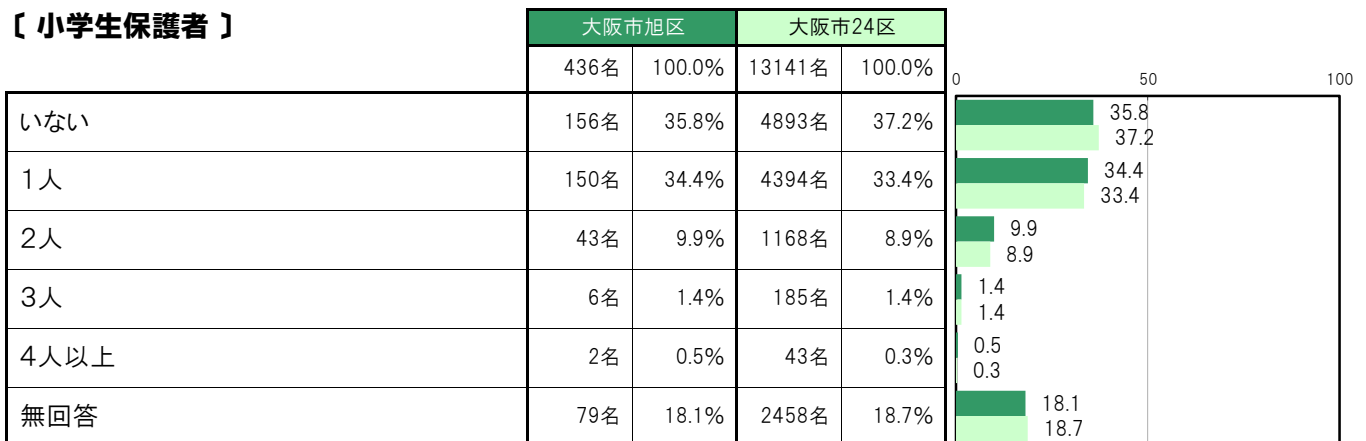 〔 小学生保護者 〕
大阪市旭区 大阪市24区
436名 100.0% 13141名 100.0%
0 50 100
いない 156名 35.8% 4893名 37.2% 35.8
37.2
1人 150名 34.4% 4394名 33.4% 34.4
33.4
2人 43名 9.9% 1168名 8.9% 9.9
8.9
3人 6名 1.4% 185名 1.4% 1.4
1.4
4人以上 2名 0.5% 43名 0.3% 0.5
0.3
無回答 79名 18.1% 2458名 18.7% 18.1
18.7